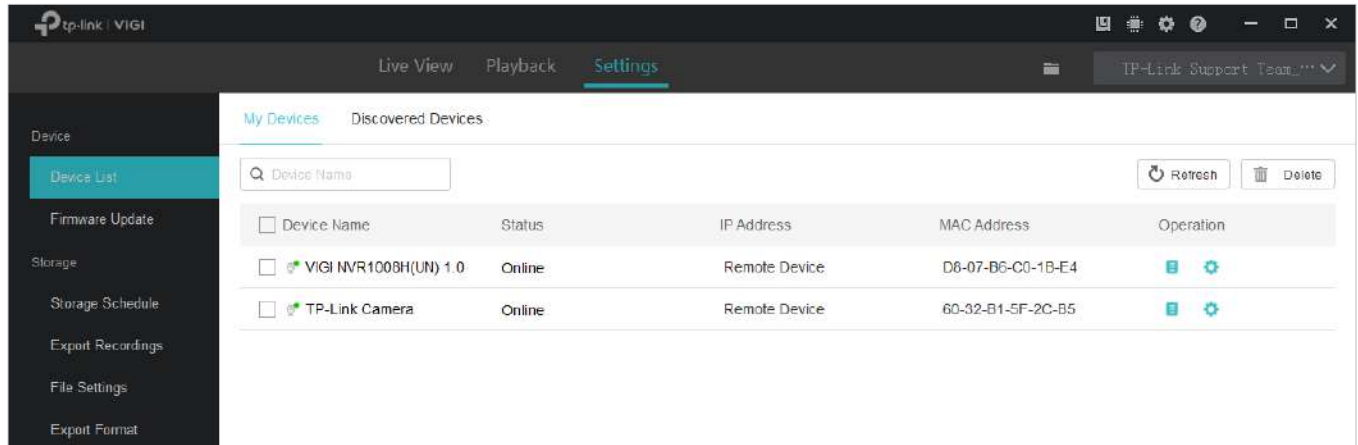 tp-link | VIGI
Live View Playback Settings TP-Link Support Team_...
My Devices Discovered Devices
Device
Device List
Firmware Update
Storage
Storage Schedule
Export Recordings
File Settings
Export Format
Device Name
Refresh Delete
Device Name Status IP Address MAC Address Operation
VIGI NVR1008H(UN) 1.0 Online Remote Device D8-07-B6-C0-1B-E4
TP-Link Camera Online Remote Device 60-32-B1-5F-2C-B5